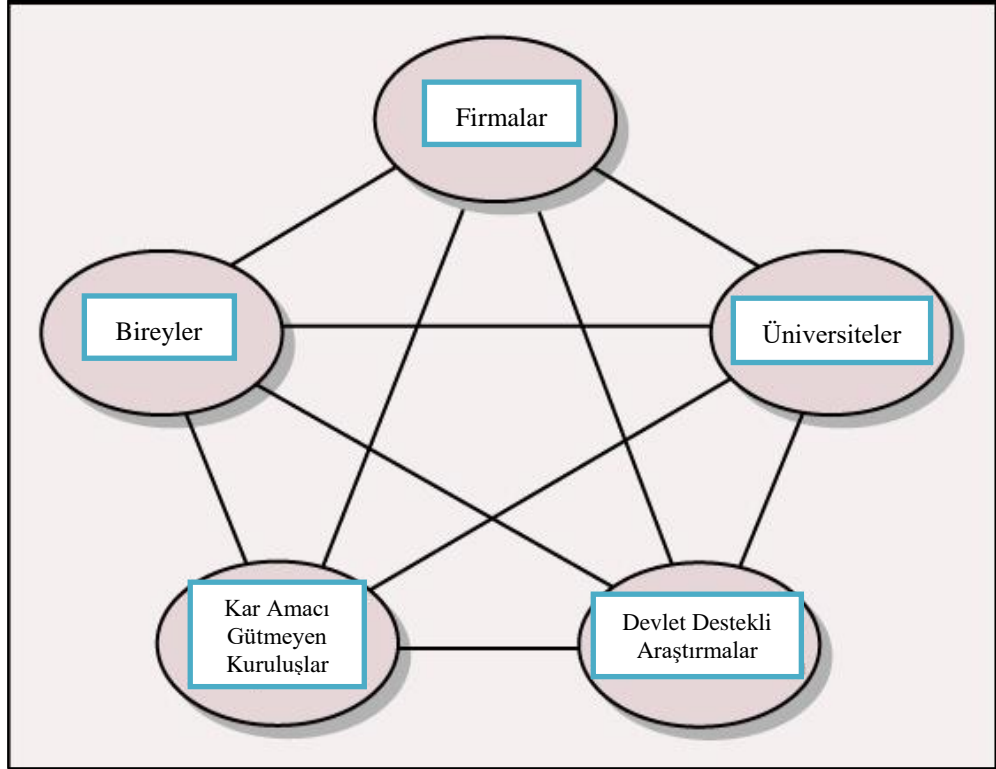 Firmalar
Bireyler
Üniversiteler
Kar Amacı
Gütmeyen
Kuruluşlar
Devlet Destekli
Araştırmalar